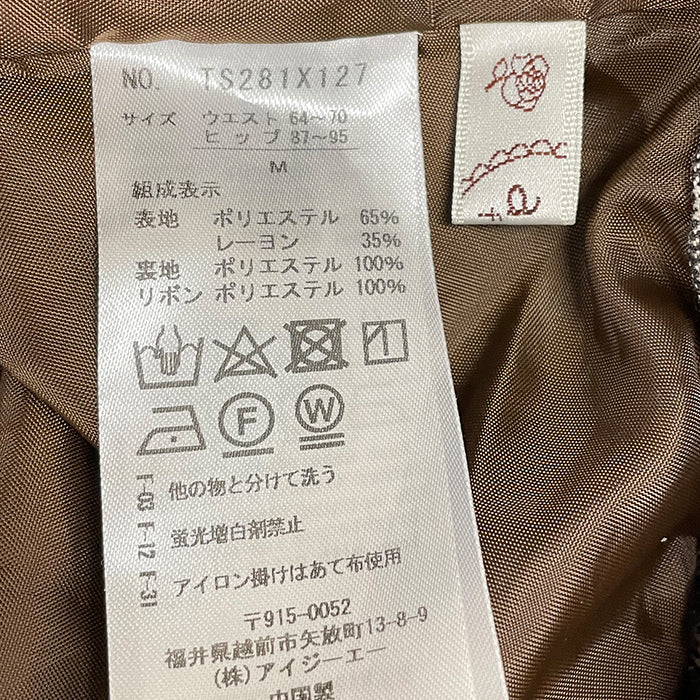 NO. TS281X127
サイズ ウエスト 64~70
ヒップ 87~95
M
組成表示
表地 ポリエステル 65%
レーヨン 35%
裏地 ポリエステル 100%
リボン ポリエステル 100%
F
W
F-03 F-12 F-31
他の物と分けて洗う
蛍光増白剤禁止
アイロン掛けはあて布使用
〒915-0052
福井県越前市矢放町13-8-9
(株)アイジーエー
中国製